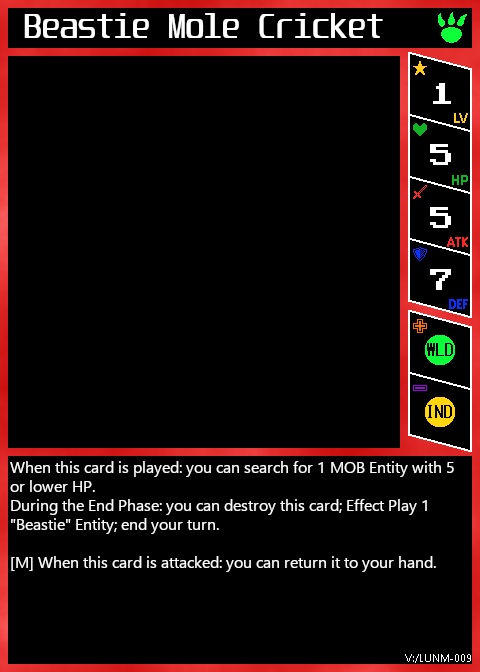 Beastie Mole Cricket
1
LV
5
HP
5
ATK
7
DEF
WLD
IND
When this card is played: you can search for 1 MOB Entity with 5
or lower HP.
During the End Phase: you can destroy this card; Effect Play 1
"Beastie" Entity; end your turn.
[M] When this card is attacked: you can return it to your hand.
V:/LUNM-009